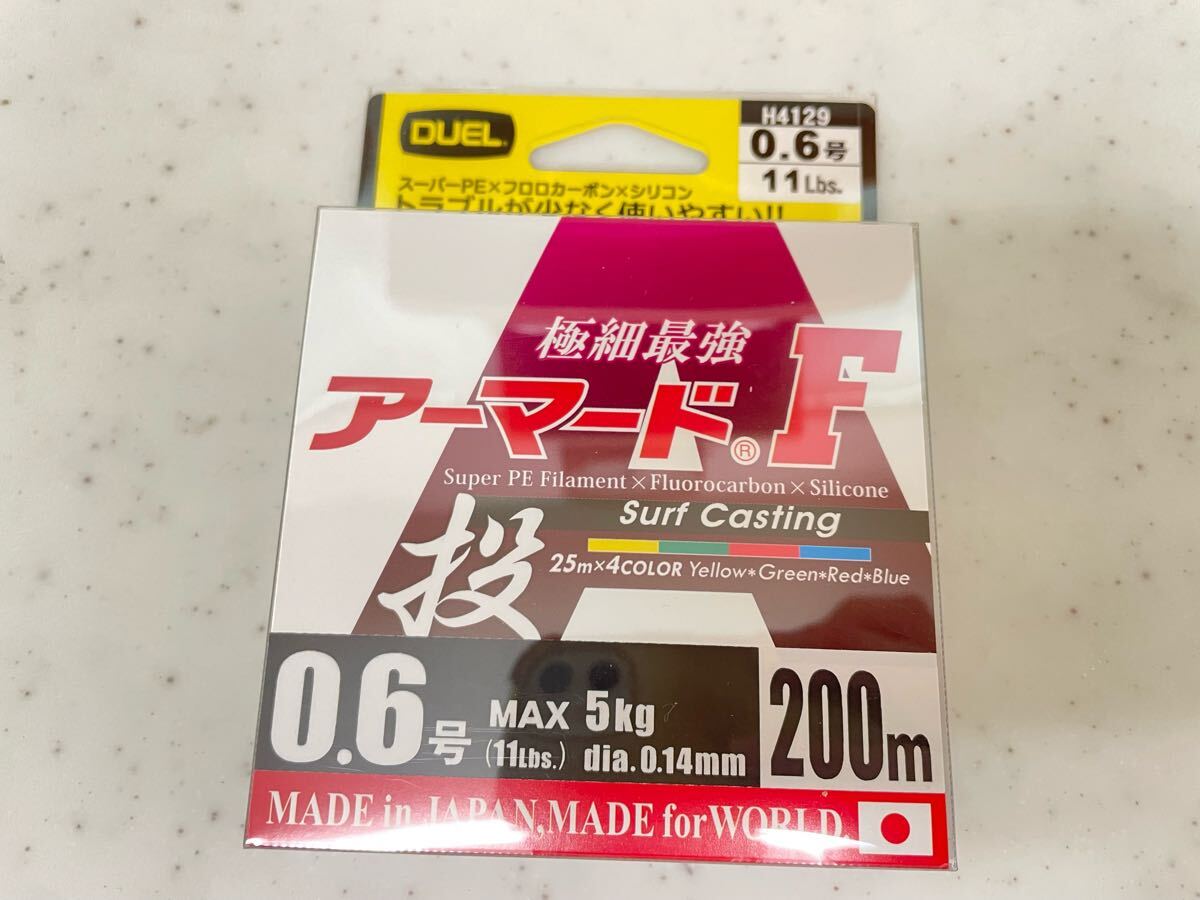 DUEL®
H4129
0.6号
11Lbs.
スーパーPE×フロロカーボン×シリコン
トラブルが少なく使いやすい!!
極細最強
アーマード®F
Super PE Filament×Fluorocarbon×Silicone
Surf Casting
25m×4COLOR Yellow*Green*Red*Blue
投
0.6号
MAX 5kg
(11Lbs.) dia.0.14mm
200m
MADE in JAPAN,MADE for WORLD.